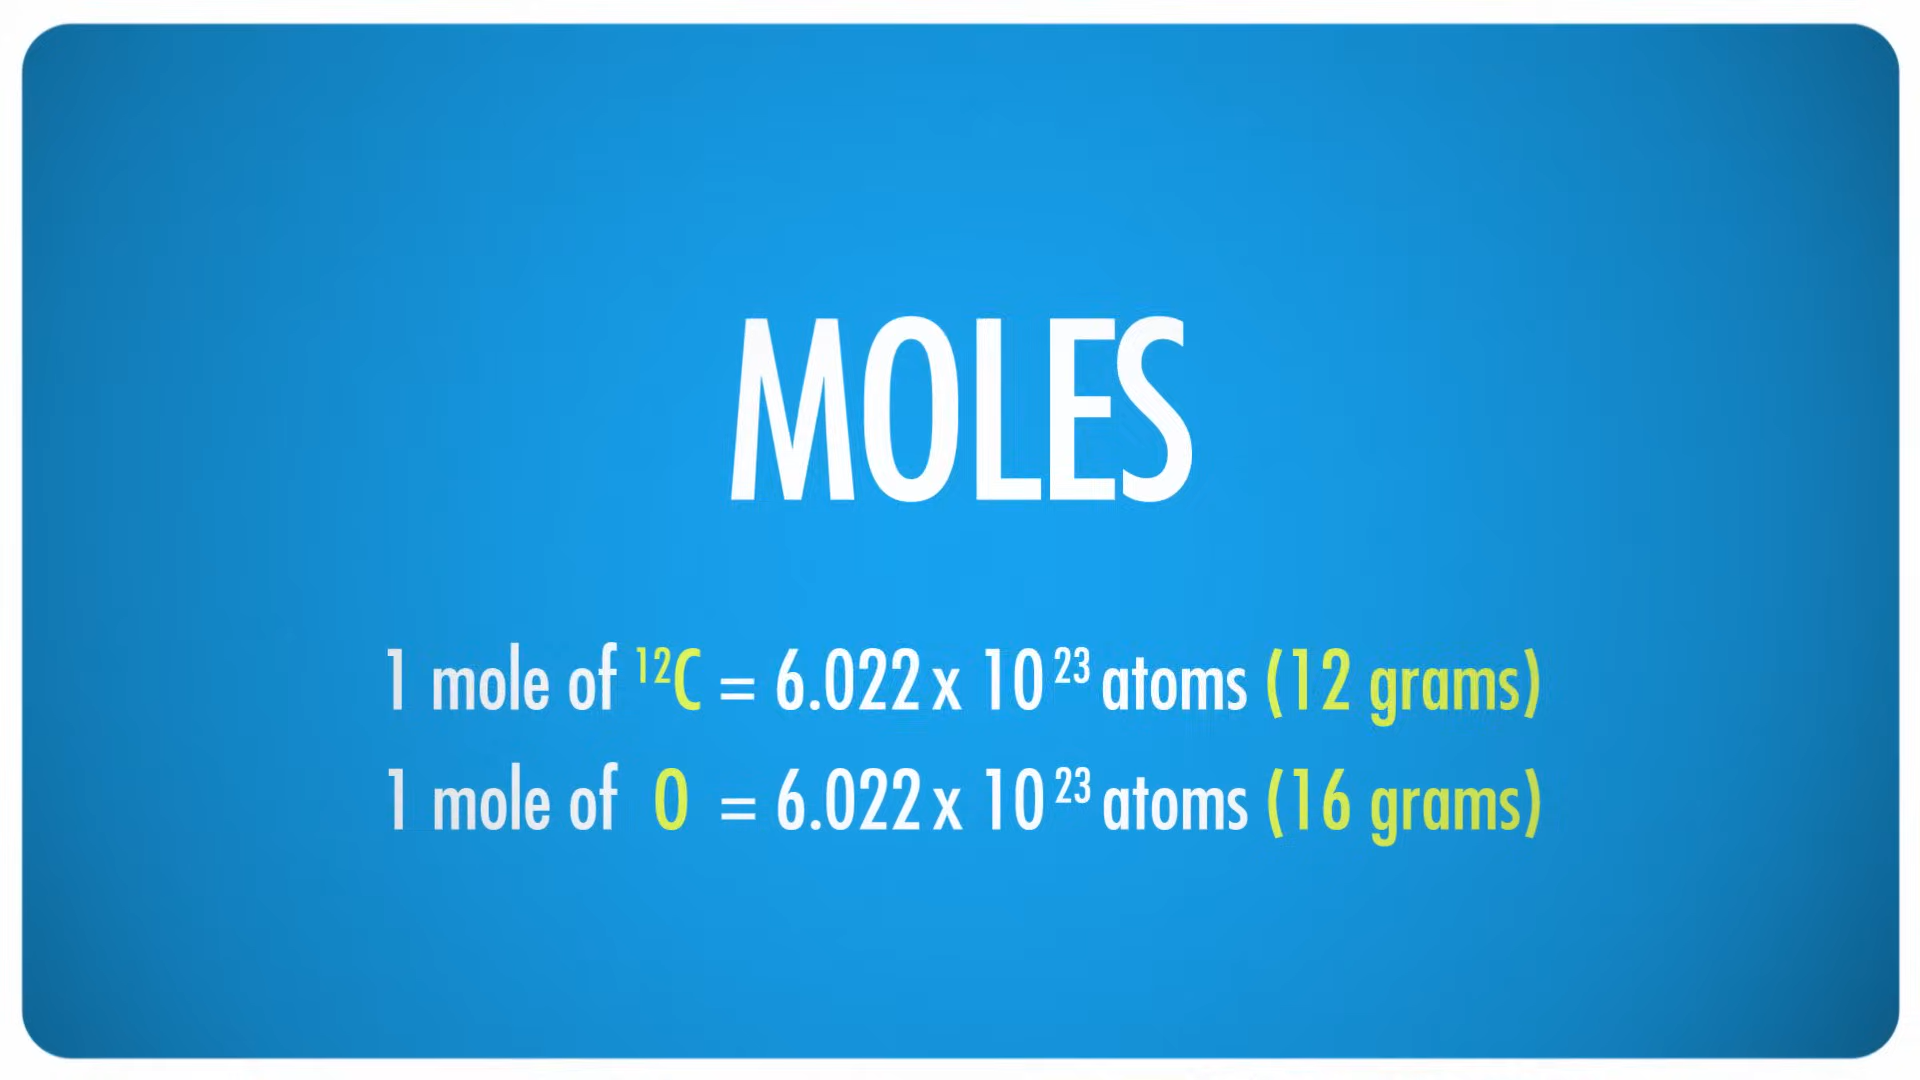 MOLES
1 mole of ¹²C = 6.022 x 10²³ atoms (12 grams)
1 mole of O = 6.022 x 10²³ atoms (16 grams)